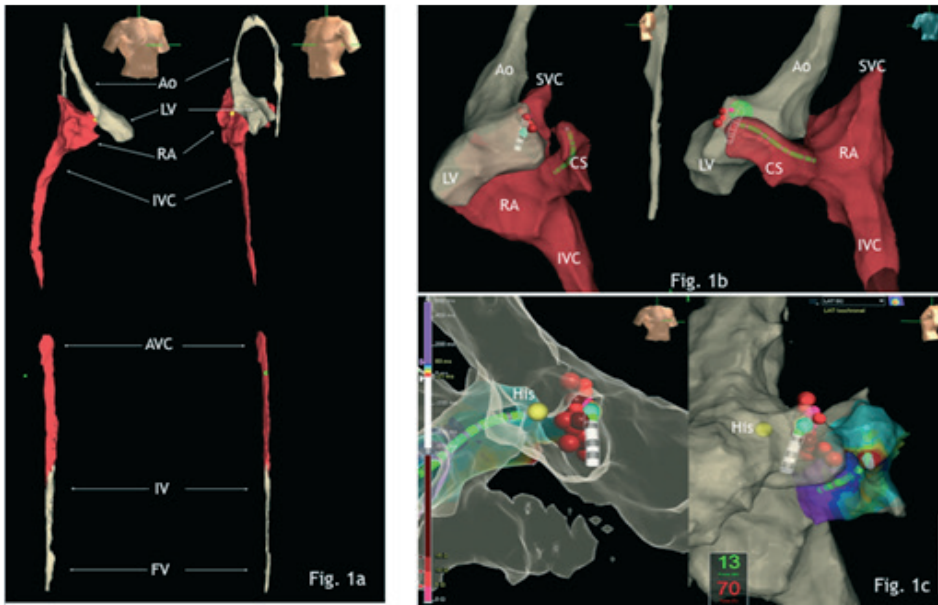 Ao
LV
RA
IVC
AVC
IV
FV
Fig. 1a
Ao
SVC
CS
LV
RA
IVC
Ao
SVC
LV
CS
RA
IVC
Fig. 1b
His
His
13
70
Fig. 1c